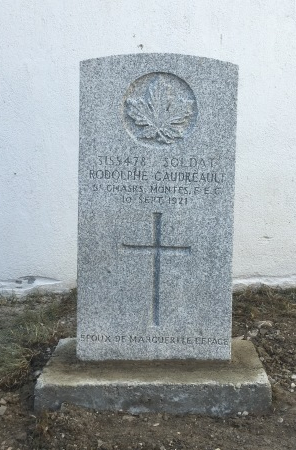 3155478 SOLDAT
RODOLPHE GAUDREAULT
5E CHASRS. MONTES, F.E.C.
10 SEPT. 1921
EPOUX DE MARGUERITE LEPAGE